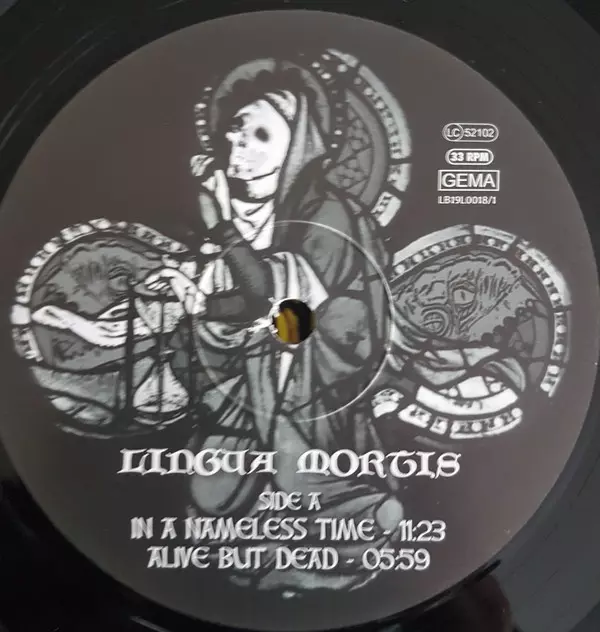 LC 52102
33 RPM
GEMA
LB19L0018/1
LINGUA MORTIS
SIDE A
IN A NAMELESS TIME - 11:23
ALIVE BUT DEAD - 05:59